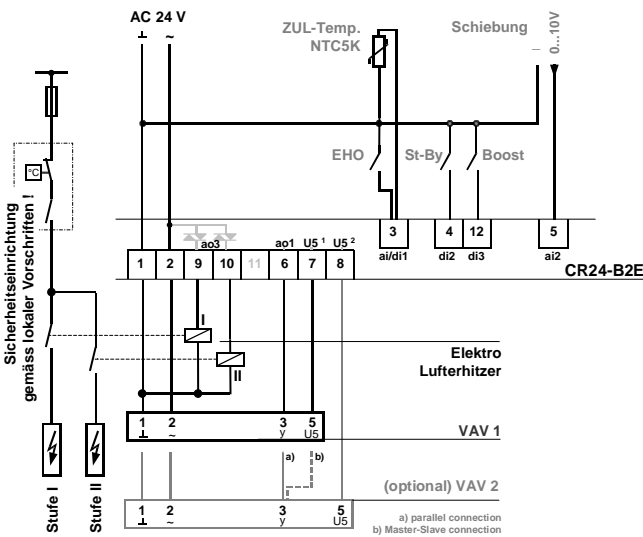 AC 24 V
⊥ ~
ZUL-Temp.
NTC5K
Schiebung
–
0...10V
°C
Sicherheitseinrichtung
gemäss lokaler Vorschriften !
EHO
St-By
Boost
3
4
12
5
ai/di1
di2
di3
ai2
ao3
ao1
U5 1
U5 2
1
2
9
10
11
6
7
8
CR24-B2E
I
II
Elektro
Lufterhitzer
1
2
3
5
⊥
~
y
U5
VAV 1
a)
b)
(optional) VAV 2
1
2
3
5
⊥
~
y
U5
a) parallel connection
b) Master-Slave connection
Stufe I
Stufe II